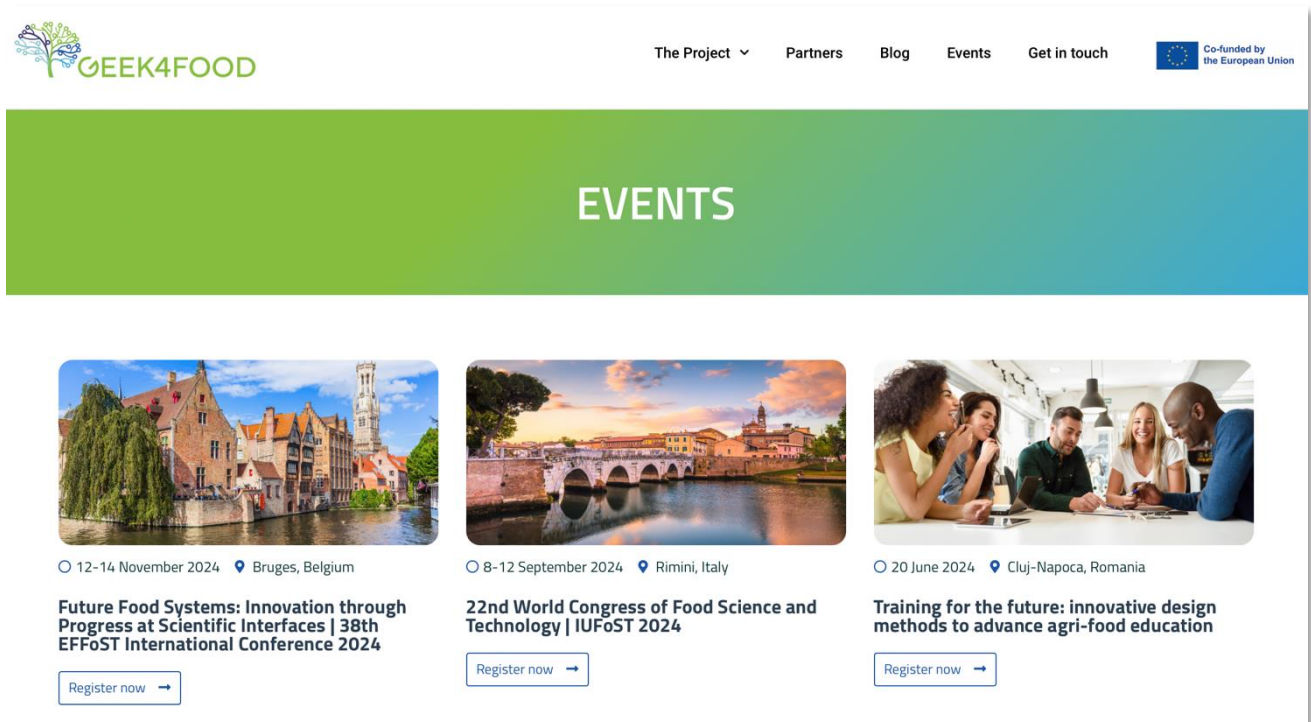 GEEK4FOOD
The Project
Partners
Blog
Events
Get in touch
Co-funded by
the European Union
EVENTS
12-14 November 2024 Bruges, Belgium
Future Food Systems: Innovation through
Progress at Scientific Interfaces | 38th
EFFoST International Conference 2024
Register now
8-12 September 2024 Rimini, Italy
22nd World Congress of Food Science and
Technology | IUFoST 2024
Register now
20 June 2024 Cluj-Napoca, Romania
Training for the future: innovative design
methods to advance agri-food education
Register now